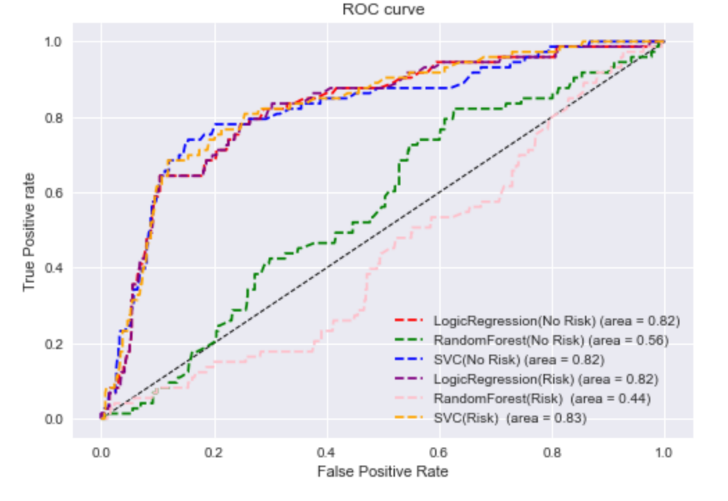 ROC curve
1.0
0.8
0.6
0.4
0.2
0.0
True Positive rate
LogicRegression(No Risk) (area = 0.82)
RandomForest(No Risk) (area = 0.56)
SVC(No Risk) (area = 0.82)
LogicRegression(Risk) (area = 0.82)
RandomForest(Risk)  (area = 0.44)
SVC(Risk)  (area = 0.83)
0.0 0.2 0.4 0.6 0.8 1.0
False Positive Rate